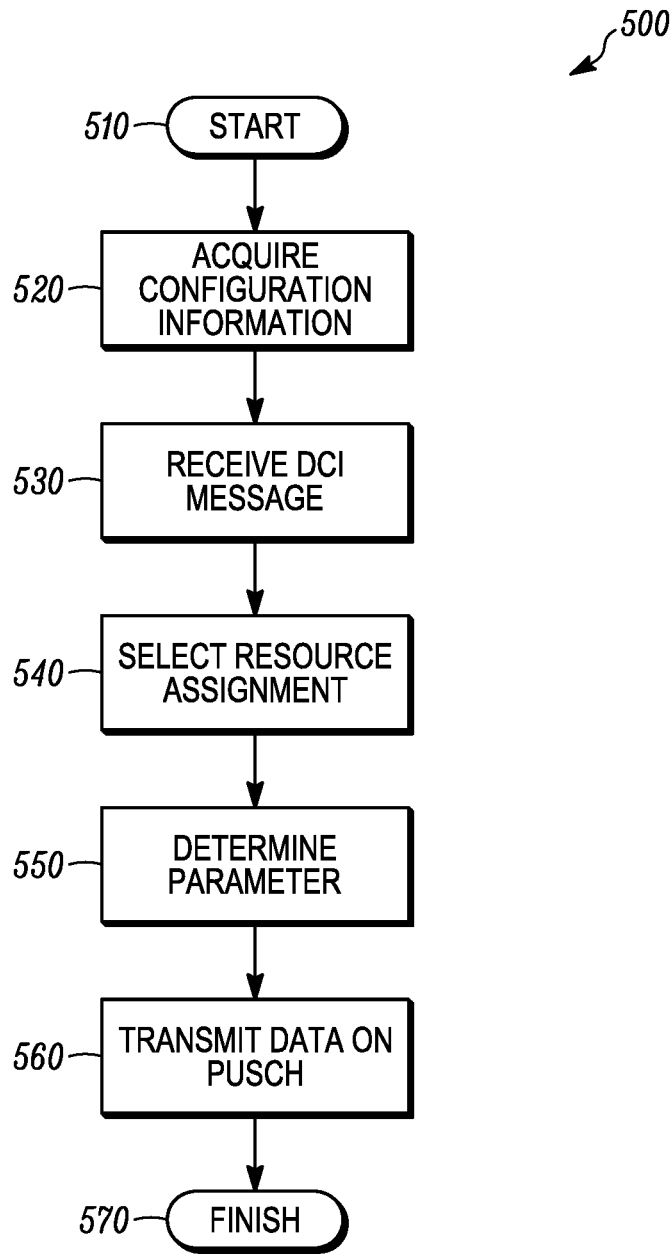 500
510
START
520
ACQUIRE
CONFIGURATION
INFORMATION
530
RECEIVE DCI
MESSAGE
540
SELECT RESOURCE
ASSIGNMENT
550
DETERMINE
PARAMETER
560
TRANSMIT DATA ON
PUSCH
570
FINISH